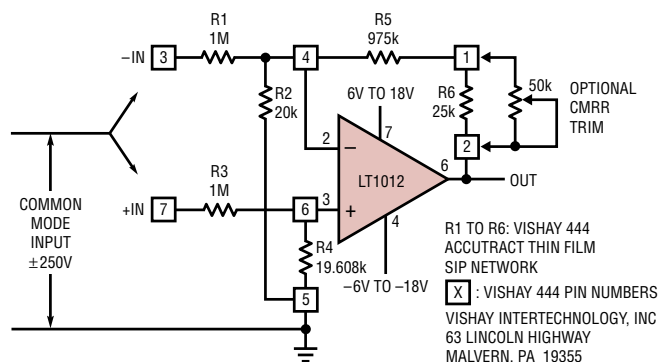 R1
1M
–IN
3
4
R5
975k
1
R2
20k
R6
25k
50k
OPTIONAL
CMRR
TRIM
6V TO 18V
2
7
2
–
6
LT1012
OUT
COMMON
MODE
INPUT
±250V
R3
1M
+IN
7
6
3
+
4
R4
19.608k
–6V TO –18V
5
R1 TO R6: VISHAY 444
ACCUTRACT THIN FILM
SIP NETWORK
X : VISHAY 444 PIN NUMBERS
VISHAY INTERTECHNOLOGY, INC
63 LINCOLN HIGHWAY
MALVERN, PA 19355